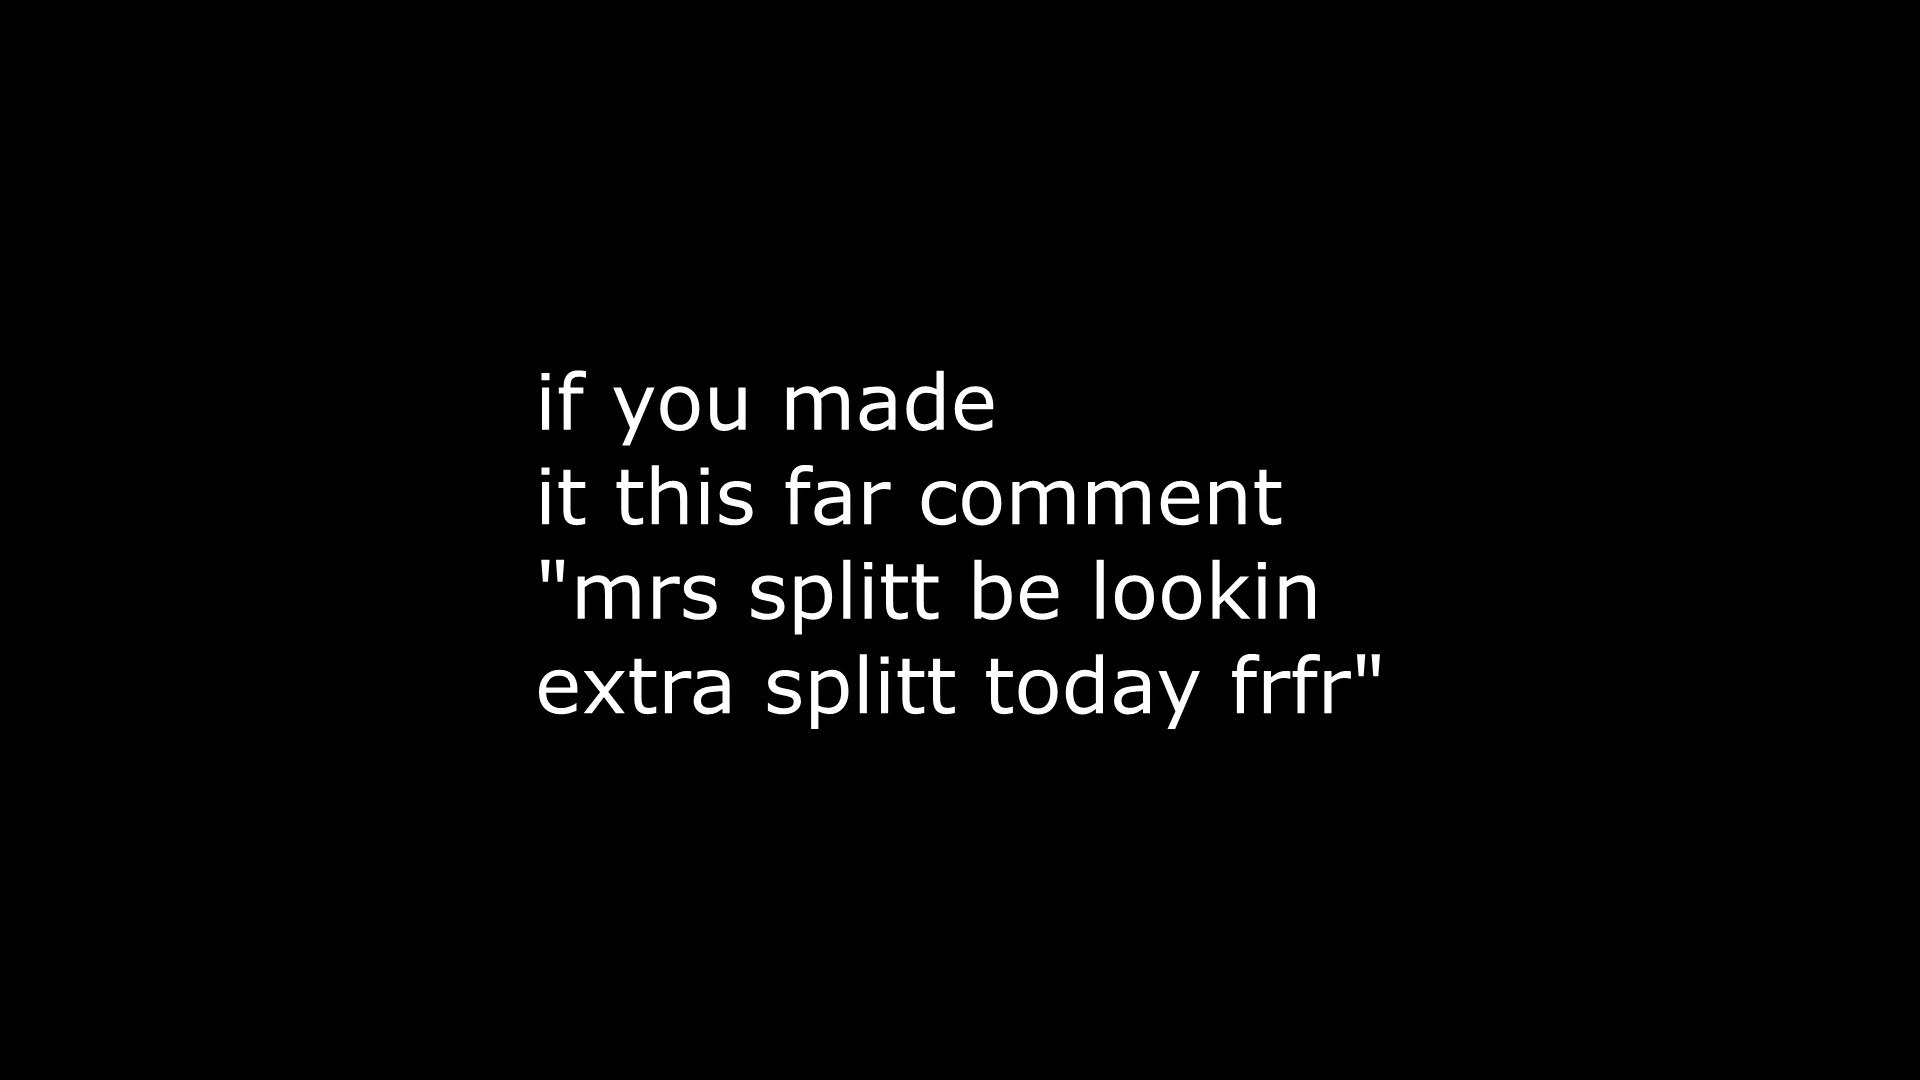 if you made
it this far comment
"mrs splitt be lookin
extra splitt today frfr"